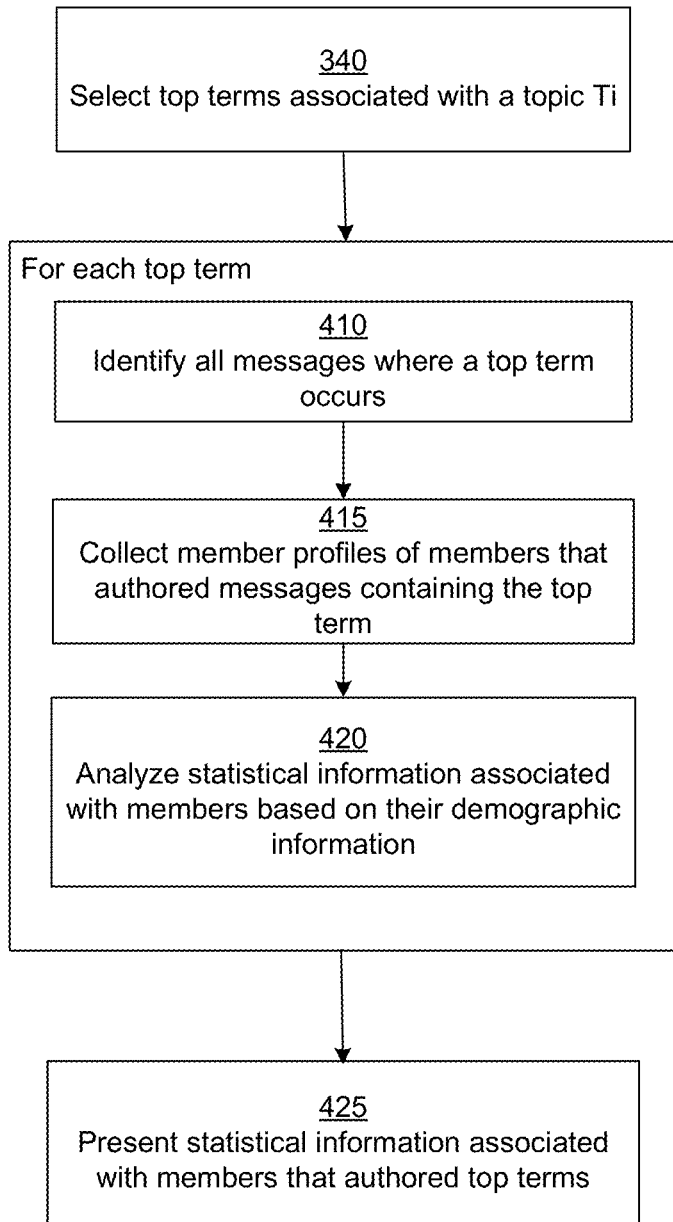 340
Select top terms associated with a topic Ti
For each top term
410
Identify all messages where a top term
occurs
415
Collect member profiles of members that
authored messages containing the top
term
420
Analyze statistical information associated
with members based on their demographic
information
425
Present statistical information associated
with members that authored top terms